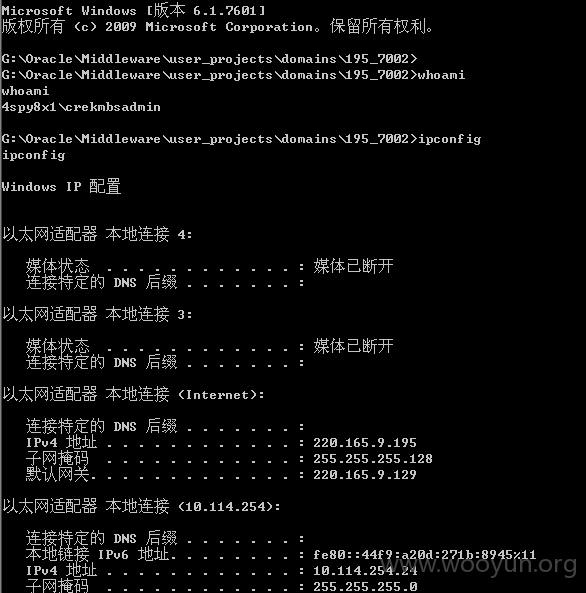 Microsoft Windows [版本 6.1.7601]
版权所有 (c) 2009 Microsoft Corporation。保留所有权利。
G:\Oracle\Middleware\user_projects\domains\195_7002>
G:\Oracle\Middleware\user_projects\domains\195_7002>whoami
whoami
4spy8x1\crekmbsadmin
G:\Oracle\Middleware\user_projects\domains\195_7002>ipconfig
ipconfig
Windows IP 配置
以太网适配器 本地连接 4:
媒体状态 . . . . . . . . . . . . : 媒体已断开
连接特定的 DNS 后缀 . . . . . . . :
以太网适配器 本地连接 3:
媒体状态 . . . . . . . . . . . . : 媒体已断开
连接特定的 DNS 后缀 . . . . . . . :
以太网适配器 本地连接 (Internet):
连接特定的 DNS 后缀 . . . . . . . :
IPv4 地址 . . . . . . . . . . . . : 220.165.9.195
子网掩码 . . . . . . . . . . . . : 255.255.255.128
默认网关. . . . . . . . . . . . . : 220.165.9.129
以太网适配器 本地连接 (10.114.254):
连接特定的 DNS 后缀 . . . . . . . :
本地链接 IPv6 地址. . . . . . . . : fe80::44f9:a20d:271b:8945%11
IPv4 地址 . . . . . . . . . . . . : 10.114.254.24
子网掩码 . . . . . . . . . . . . : 255.255.255.0
www.wooyun.org